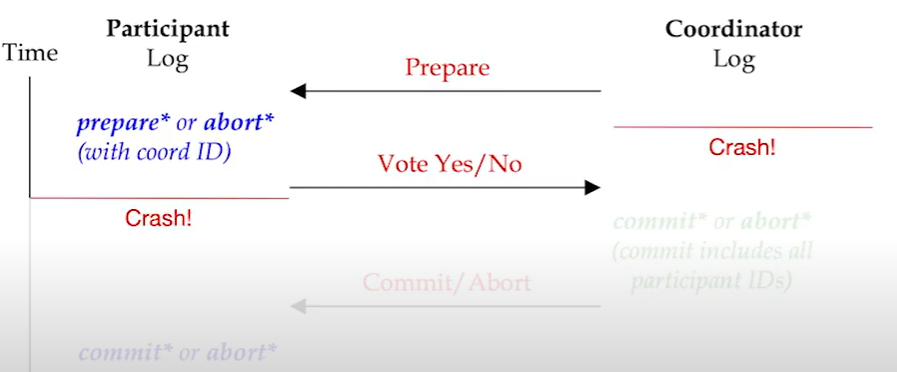 Participant
Log
Coordinator
Log
Time
Prepare
prepare* or abort*
(with coord ID)
Crash!
Vote Yes/No
Crash!
commit* or abort*
(commit includes all
participant IDs)
Commit/Abort
commit* or abort*